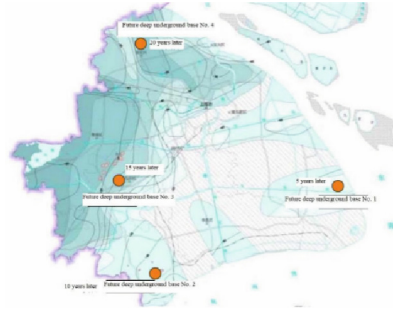 Future deep underground base No. 4
20 years later
15 years later
Future deep underground base No. 3
5 years later
Future deep underground base No. 1
10 years later
Future deep underground base No. 2